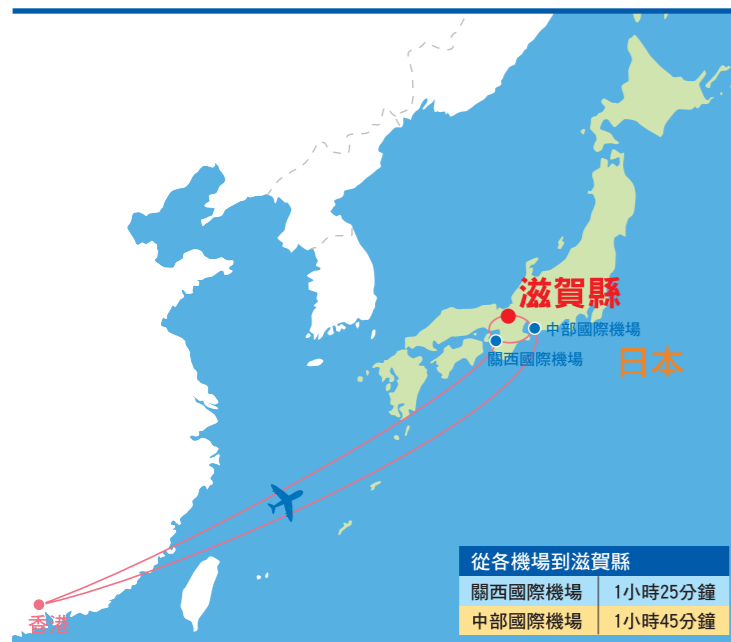 滋賀縣
中部國際機場
關西國際機場
日本
香港
從各機場到滋賀縣
關西國際機場 1小時25分鐘
中部國際機場 1小時45分鐘